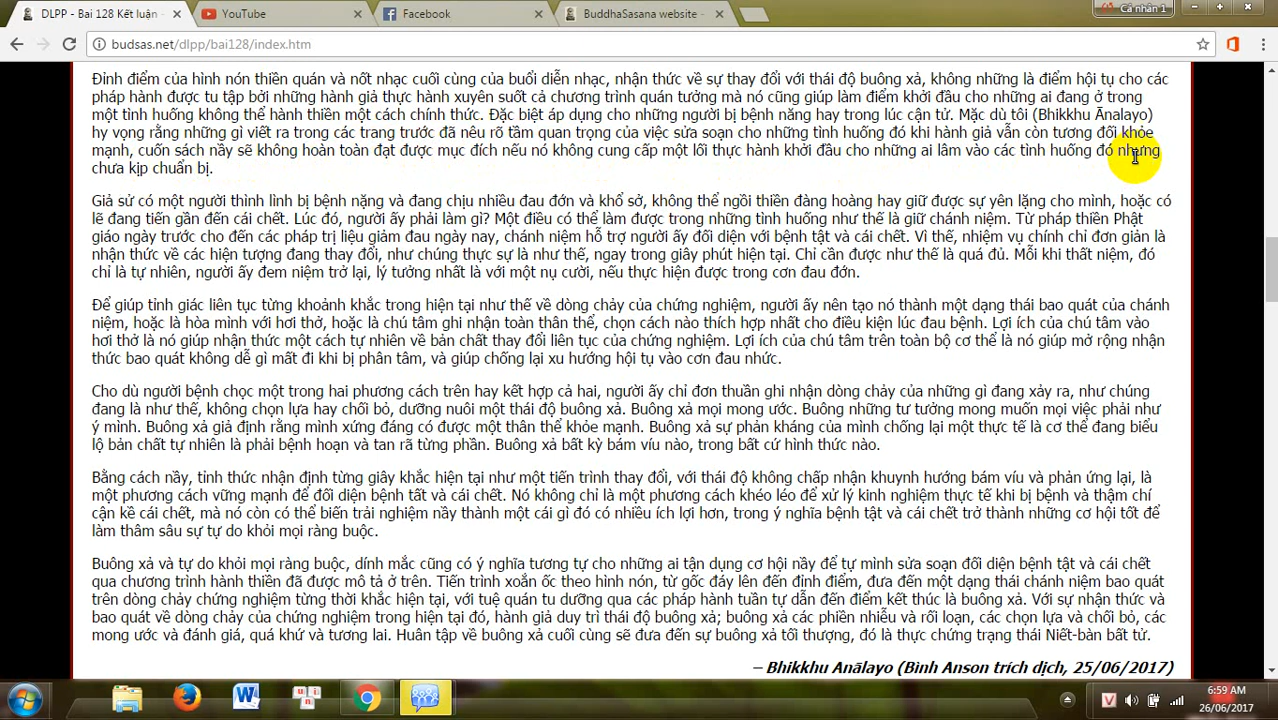 DLPP - Bai 128 Kết luận
YouTube
Facebook
BuddhaSasana website -
Cá nhân 1
budsas.net/dlpp/bai128/index.htm
Đỉnh điểm của hình nón thiền quán và nốt nhạc cuối cùng của buổi diễn nhạc, nhận thức về sự thay đổi với thái độ buông xả, không những là điểm hội tụ cho các
pháp hành được tu tập bởi những hành giả thực hành xuyên suốt cả chương trình quán tưởng mà nó cũng giúp làm điểm khởi đầu cho những ai đang ở trong
một tình huống không thể hành thiền một cách chính thức. Đặc biệt áp dụng cho những người bị bệnh nặng hay trong lúc cận tử. Mặc dù tôi (Bhikkhu Ānālayo)
hy vọng rằng những gì viết ra trong các trang trước đã nêu rõ tầm quan trọng của việc sửa soạn cho những tình huống đó khi hành giả vẫn còn tương đối khỏe
mạnh, cuốn sách nầy sẽ không hoàn toàn đạt được mục đích nếu nó không cung cấp một lối thực hành khởi đầu cho những ai lâm vào các tình huống đó nhưng
chưa kịp chuẩn bị.
Giả sử có một người thình lình bị bệnh nặng và đang chịu nhiều đau đớn và khổ sở, không thể ngồi thiền đàng hoàng hay giữ được sự yên lặng cho mình, hoặc có
lẽ đang tiến gần đến cái chết. Lúc đó, người ấy phải làm gì? Một điều có thể làm được trong những tình huống như thế là giữ chánh niệm. Từ pháp thiền Phật
giáo ngày trước cho đến các pháp trị liệu giảm đau ngày nay, chánh niệm hỗ trợ người ấy đối diện với bệnh tật và cái chết. Vì thế, nhiệm vụ chính chỉ đơn giản là
nhận thức về các hiện tượng đang thay đổi, như chúng thực sự là như thế, ngay trong giây phút hiện tại. Chỉ cần được như thế là quá đủ. Mỗi khi thất niệm, đó
chỉ là tự nhiên, người ấy đem niệm trở lại, lý tưởng nhất là với một nụ cười, nếu thực hiện được trong cơn đau đớn.
Để giúp tỉnh giác liên tục từng khoảnh khắc trong hiện tại như thế về dòng chảy của chứng nghiệm, người ấy nên tạo nó thành một dạng thái bao quát của chánh
niệm, hoặc là hòa mình với hơi thở, hoặc là chú tâm ghi nhận toàn thân thể, chọn cách nào thích hợp nhất cho điều kiện lúc đau bệnh. Lợi ích của chú tâm vào
hơi thở là nó giúp nhận thức một cách tự nhiên về bản chất thay đổi liên tục của chứng nghiệm. Lợi ích của chú tâm trên toàn bộ cơ thể là nó giúp mở rộng nhận
thức bao quát không dễ gì mất đi khi bị phân tâm, và giúp chống lại xu hướng hội tụ vào cơn đau nhức.
Cho dù người bệnh chọc một trong hai phương cách trên hay kết hợp cả hai, người ấy chỉ đơn thuần ghi nhận dòng chảy của những gì đang xảy ra, như chúng
đang là như thế, không chọn lựa hay chối bỏ, dưỡng nuôi một thái độ buông xả. Buông xả mọi mong ước. Buông những tư tưởng mong muốn mọi việc phải như
ý mình. Buông xả giả định rằng mình xứng đáng có được một thân thể khỏe mạnh. Buông xả sự phản kháng của mình chống lại một thực tế là cơ thể đang biểu
lộ bản chất tự nhiên là phải bệnh hoạn và tan rã từng phần. Buông xả bất kỳ bám víu nào, trong bất cứ hình thức nào.
Bằng cách nầy, tỉnh thức nhận định từng giây khắc hiện tại như một tiến trình thay đổi, với thái độ không chấp nhận khuynh hướng bám víu và phản ứng lại, là
một phương cách vững mạnh để đối diện bệnh tất và cái chết. Nó không chỉ là một phương cách khéo léo để xử lý kinh nghiệm thực tế khi bị bệnh và thậm chí
cận kề cái chết, mà nó còn có thể biến trải nghiệm nầy thành một cái gì đó có nhiều ích lợi hơn, trong ý nghĩa bệnh tật và cái chết trở thành những cơ hội tốt để
làm thâm sâu sự tự do khỏi mọi ràng buộc.
Buông xả và tự do khỏi mọi ràng buộc, dính mắc cũng có ý nghĩa tương tự cho những ai tận dụng cơ hội nầy để tự mình sửa soạn đối diện bệnh tật và cái chết
qua chương trình hành thiền đã được mô tả ở trên. Tiến trình xoắn ốc theo hình nón, từ gốc đáy lên đến đỉnh điểm, đưa đến một dạng thái chánh niệm bao quát
trên dòng chảy chứng nghiệm từng thời khắc hiện tại, với tuệ quán tu dưỡng qua các pháp hành tuần tự dẫn đến điểm kết thúc là buông xả. Với sự nhận thức và
bao quát về dòng chảy của chứng nghiệm trong hiện tại đó, hành giả duy trì thái độ buông xả; buông xả các phiền nhiễu và rối loạn, các chọn lựa và chối bỏ, các
mong ước và đánh giá, quá khứ và tương lai. Huân tập về buông xả cuối cùng sẽ đưa đến sự buông xả tối thượng, đó là thực chứng trạng thái Niết-bàn bất tử.
– Bhikkhu Anālayo (Bình Anson trích dịch, 25/06/2017)
6:59 AM
26/06/2017